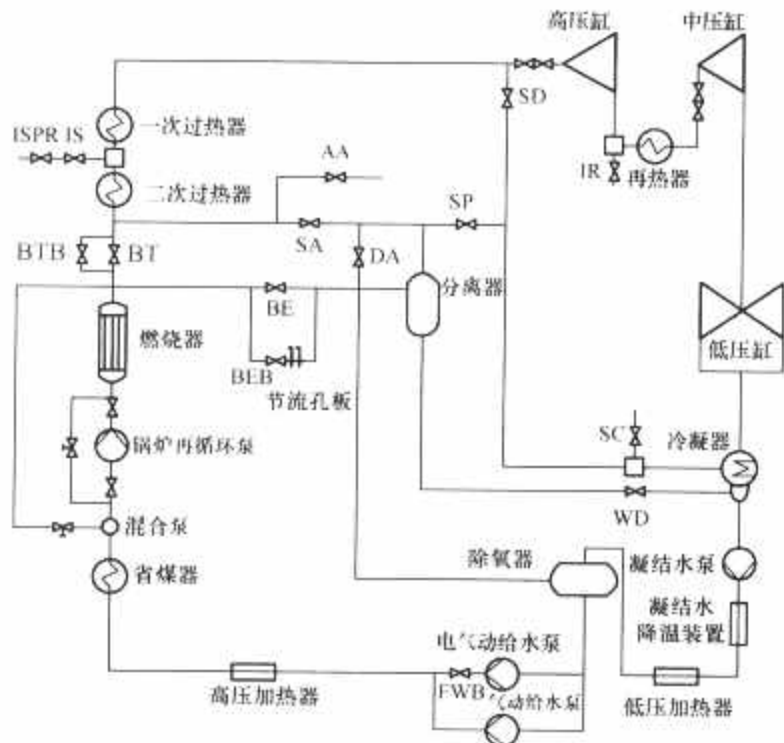 高压缸
中压缸
SD
一次过热器
ISPR IS
AA
IR
再热器
二次过热器
SP
SA
BTB
BT
DA
分离器
BE
燃烧器
低压缸
BEB
节流孔板
SC
冷凝器
锅炉再循环泵
WD
混合泵
除氧器
凝结水泵
省煤器
凝结水
降温装置
电气动给水泵
FWB
高压加热器
气动给水泵
低压加热器